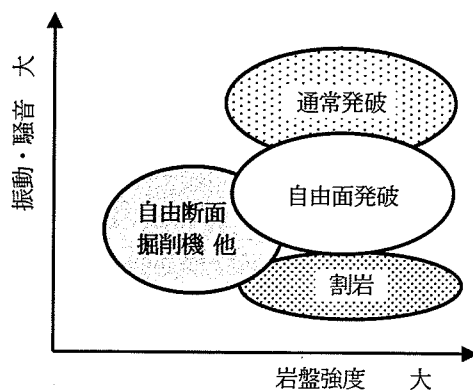 振動・騒音 大
通常発破
自由面発破
自由断面
掘削機 他
割岩
岩盤強度 大